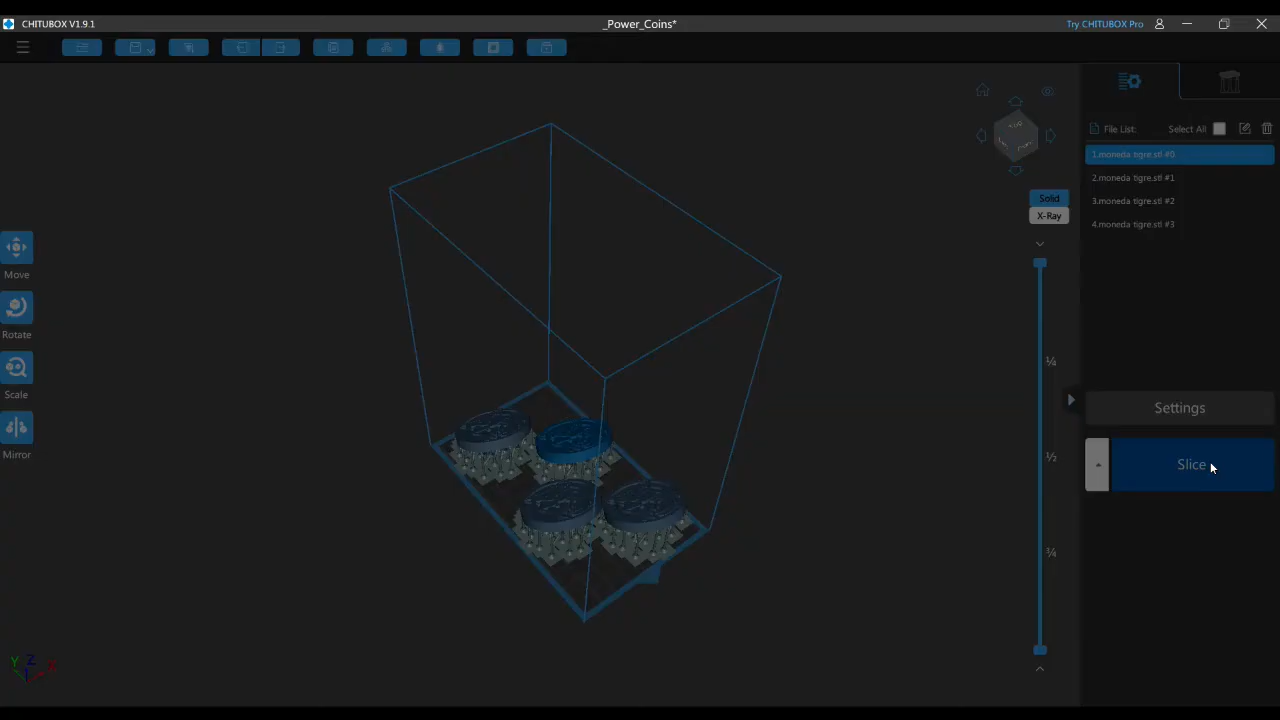 CHITUBOX V1.9.1
_Power_Coins*
Try CHITUBOX Pro
File List:
Select All
1.moneda tigre.stl #0
2.moneda tigre.stl #1
3.moneda tigre.stl #2
4.moneda tigre.stl #3
Solid
X-Ray
Move
Rotate
Scale
Mirror
¼
½
¾
Settings
Slice
Y
Z